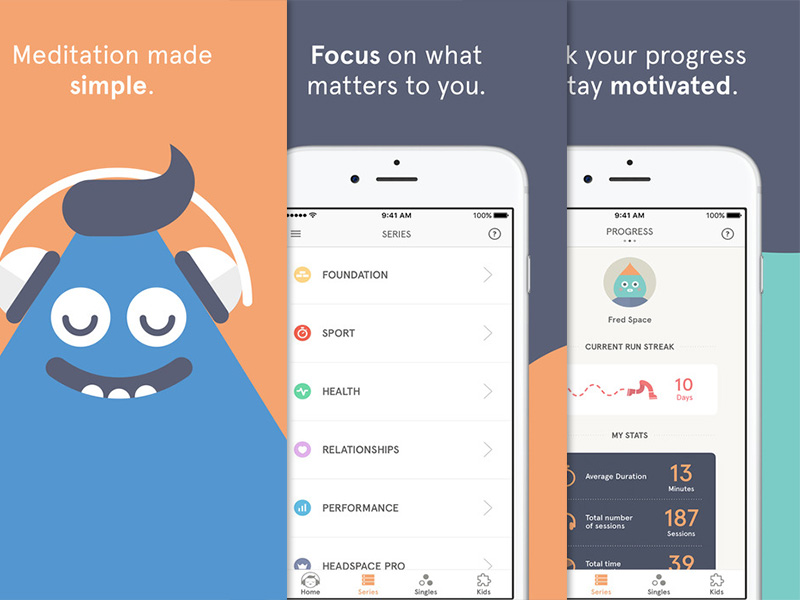 Meditation made
simple.
Focus on what
matters to you.
9:41 AM
100%
SERIES
?
FOUNDATION
SPORT
HEALTH
RELATIONSHIPS
PERFORMANCE
HEADSPACE PRO
Home
Series
Singles
Kids
k your progress
tay motivated.
9:41 AM
100%
PROGRESS
?
Fred Space
CURRENT RUN STREAK
10
Days
MY STATS
Average Duration
13
Minutes
Total number
of sessions
187
Sessions
Total time
39
Series
Singles
Kids